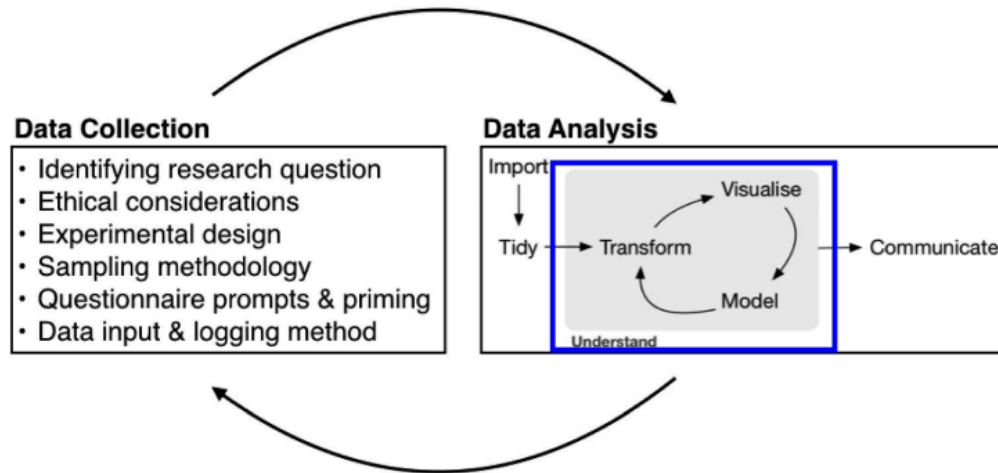 Data Collection
• Identifying research question
• Ethical considerations
• Experimental design
• Sampling methodology
• Questionnaire prompts & priming
• Data input & logging method
Data Analysis
Import
Visualise
Tidy
Transform
Communicate
Model
Understand